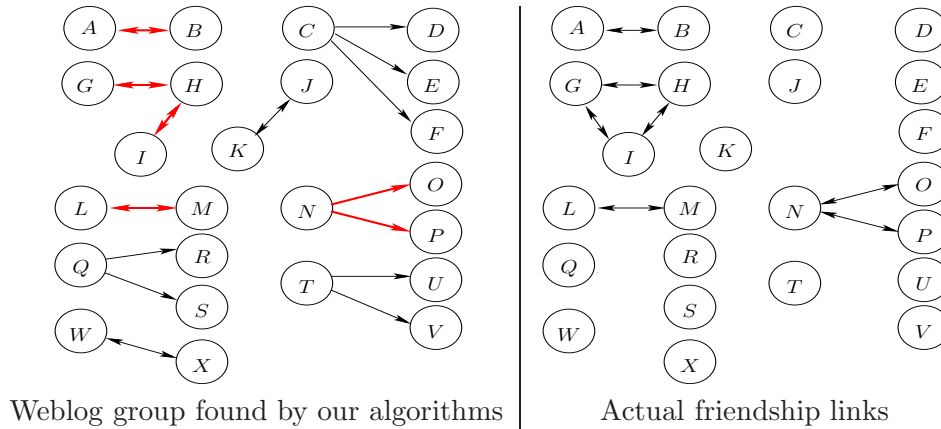 A B C D
G H J E
I K F
L M N O
P
Q R T U
S V
W X
Weblog group found by our algorithms
A B C D
G H J E
I K F
L M N O
P
Q R T U
S V
W X
Actual friendship links